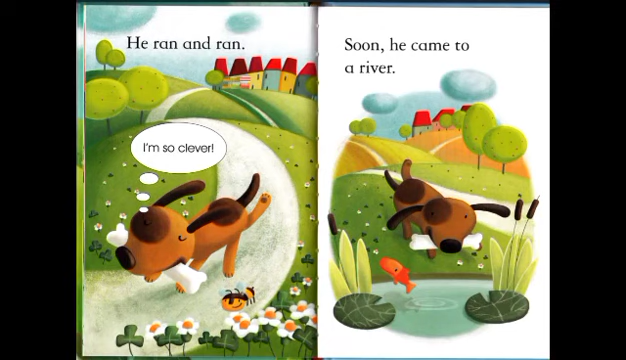 He ran and ran.
I'm so clever!
Soon, he came to
a river.